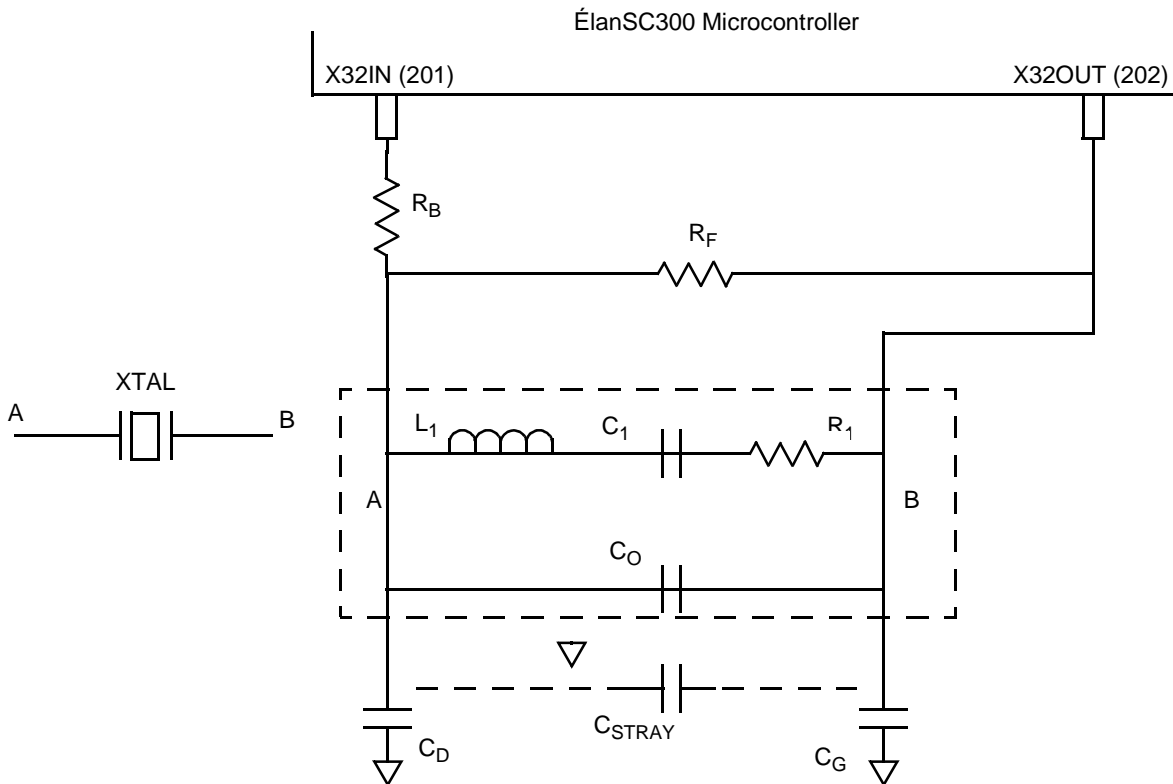 ÉlanSC300 Microcontroller
X32IN (201)
X32OUT (202)
RB
RF
XTAL
A
B
L1
C1
R1
A
B
CO
CSTRAY
CD
CG